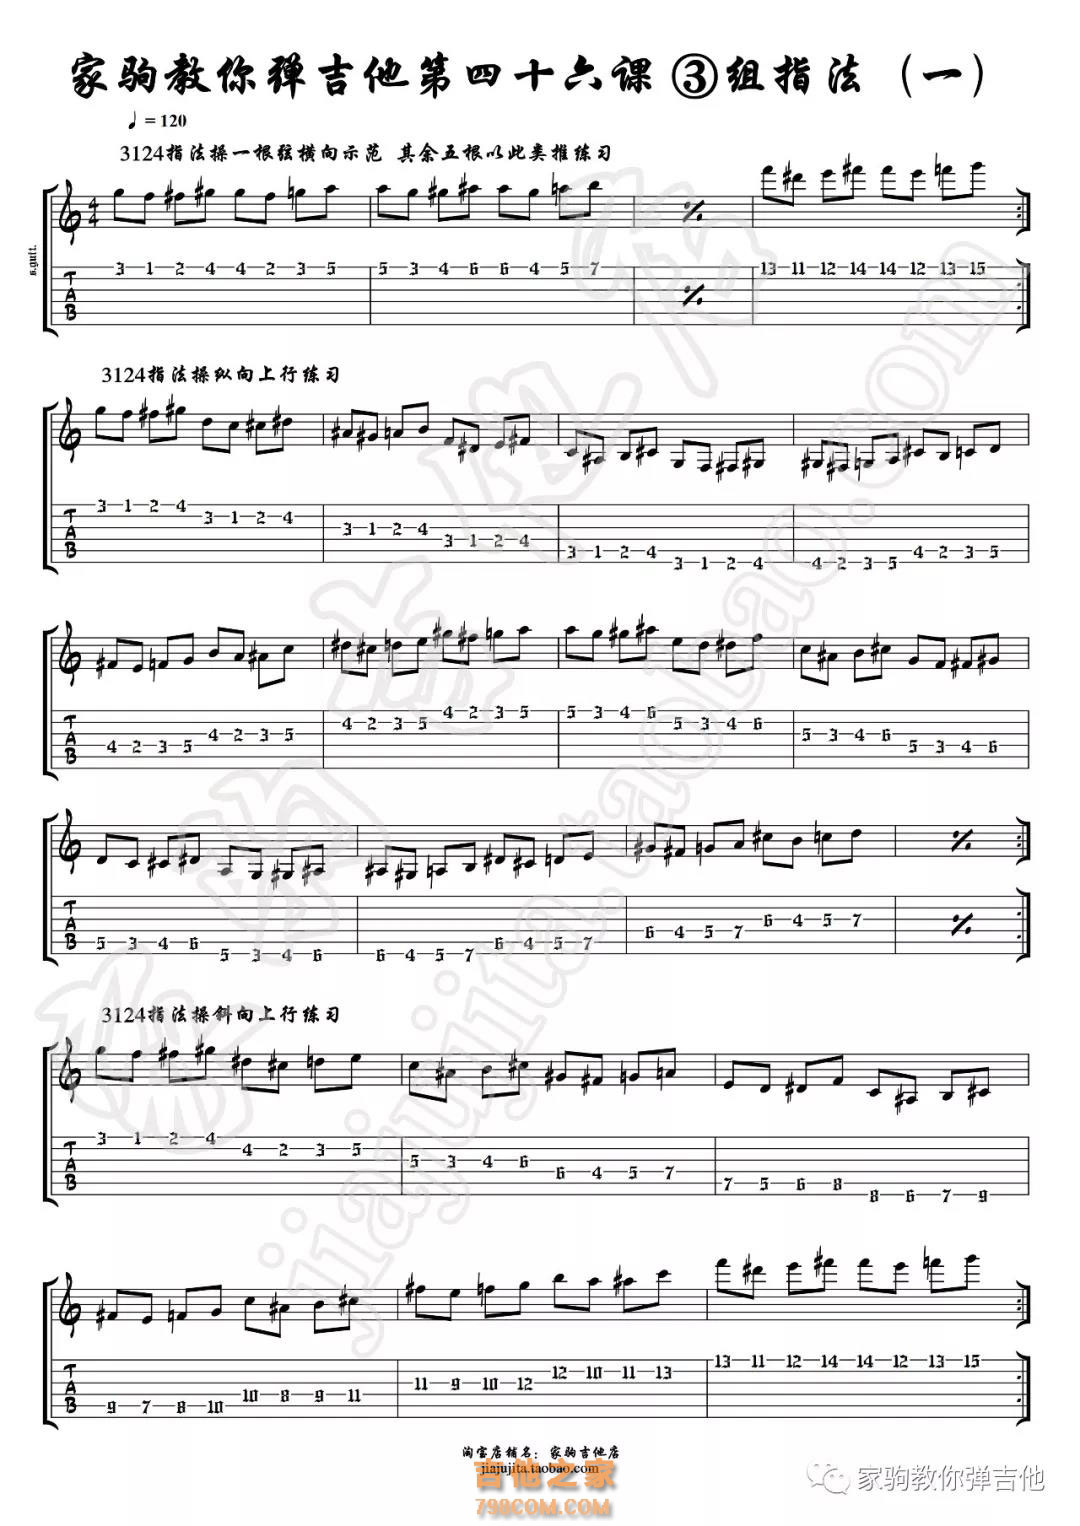 家驹教你弹吉他第四十六课 ③组指法（一）
♩ = 120
3124指法操一根弦横向示范 其余五根以此类推练习
4
4
s.guit.
3 1 2 4 4 2 3 5 5 3 4 6 6 4 5 7 13 11 12 14 14 12 13 15
TAB
3124指法操纵向上行练习
3 1 2 4 3 1 2 4 3 1 2 4 3 1 2 4 3 1 2 4 3 1 2 4 4 2 3 5 4 2 3 5
TAB
4 2 3 5 4 2 3 5 4 2 3 5 4 2 3 5 5 3 4 6 5 3 4 6 5 3 4 6 5 3 4 6
TAB
5 3 4 6 5 3 4 6 6 4 5 7 6 4 5 7 6 4 5 7 6 4 5 7
TAB
3124指法操斜向上行练习
3 1 2 4 4 2 3 5 5 3 4 6 6 4 5 7 7 5 6 8 8 6 7 9
TAB
9 7 8 10 10 8 9 11 11 9 10 12 12 10 11 13 13 11 12 14 14 12 13 15
TAB
淘宝店铺名：家驹吉他店
jiajujita.taobao.com
吉他之家
798COM.COM
家驹教你弹吉他
jiajujita.taobao.com